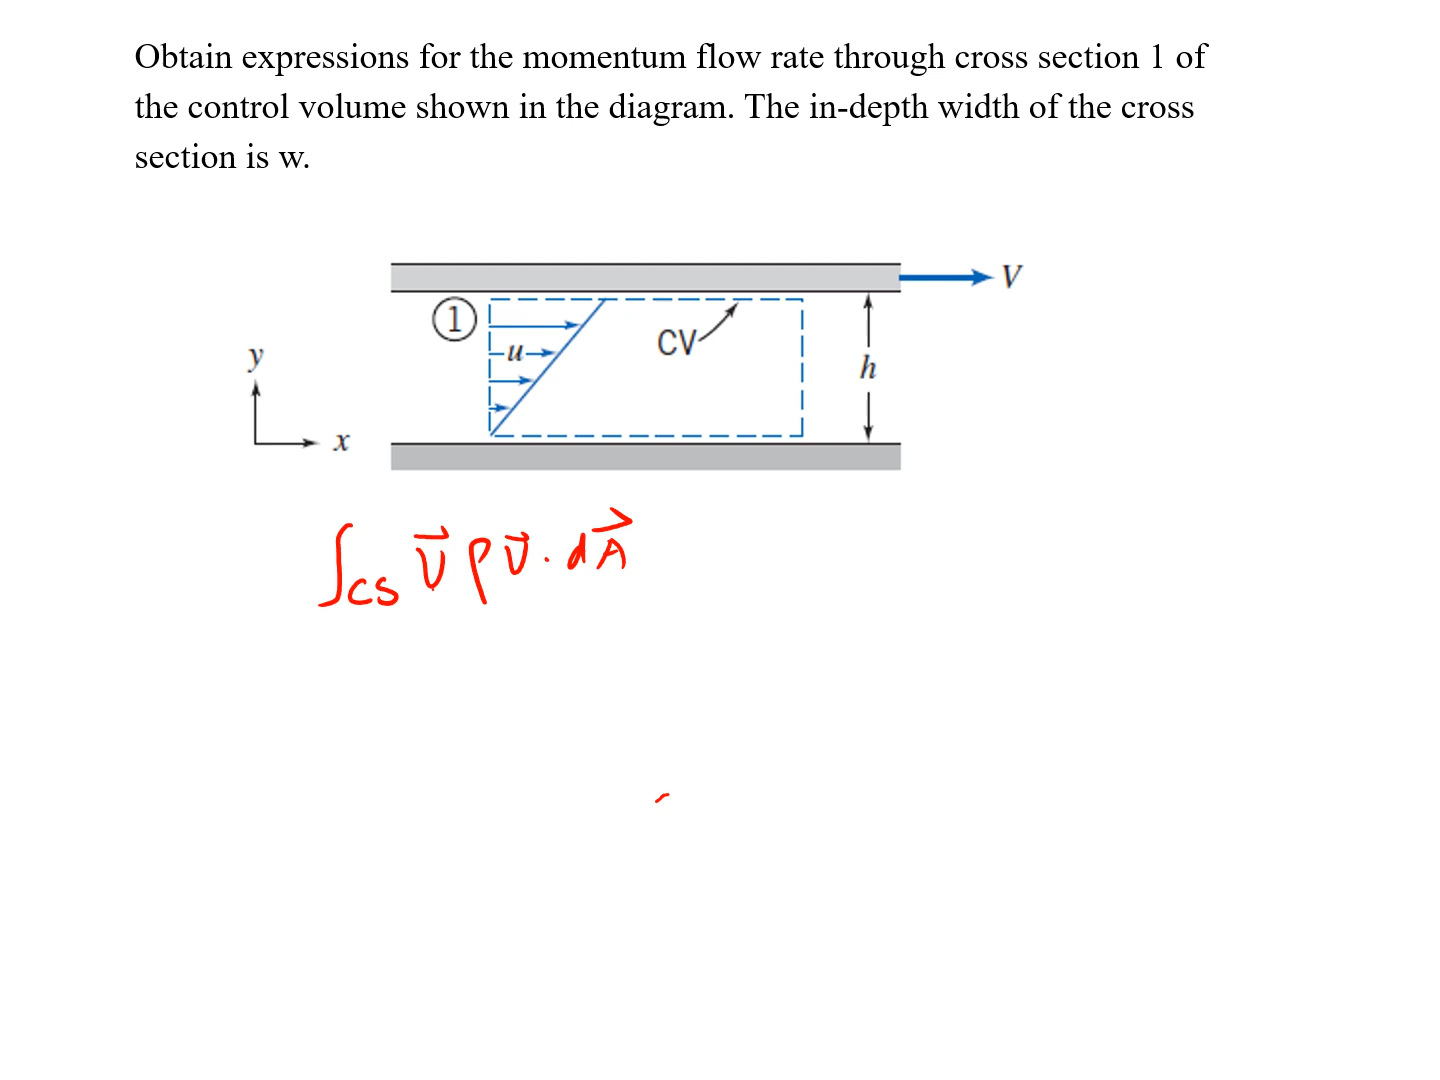 Obtain expressions for the momentum flow rate through cross section 1 of
the control volume shown in the diagram. The in-depth width of the cross
section is w.
V
1
CV
u
y
h
x
∫CS V⃗ ρ V⃗ · dA⃗